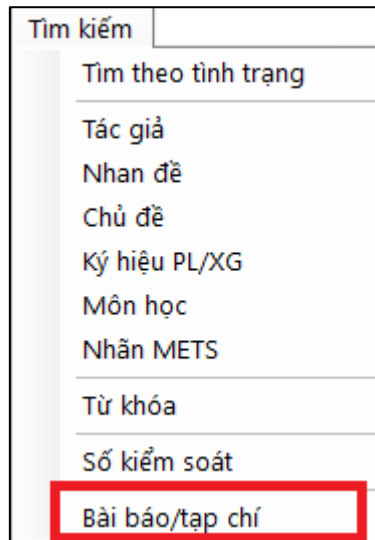 Tìm kiếm
Tìm theo tình trạng
Tác giả
Nhan đề
Chủ đề
Ký hiệu PL/XG
Môn học
Nhãn METS
Từ khóa
Số kiểm soát
Bài báo/tạp chí